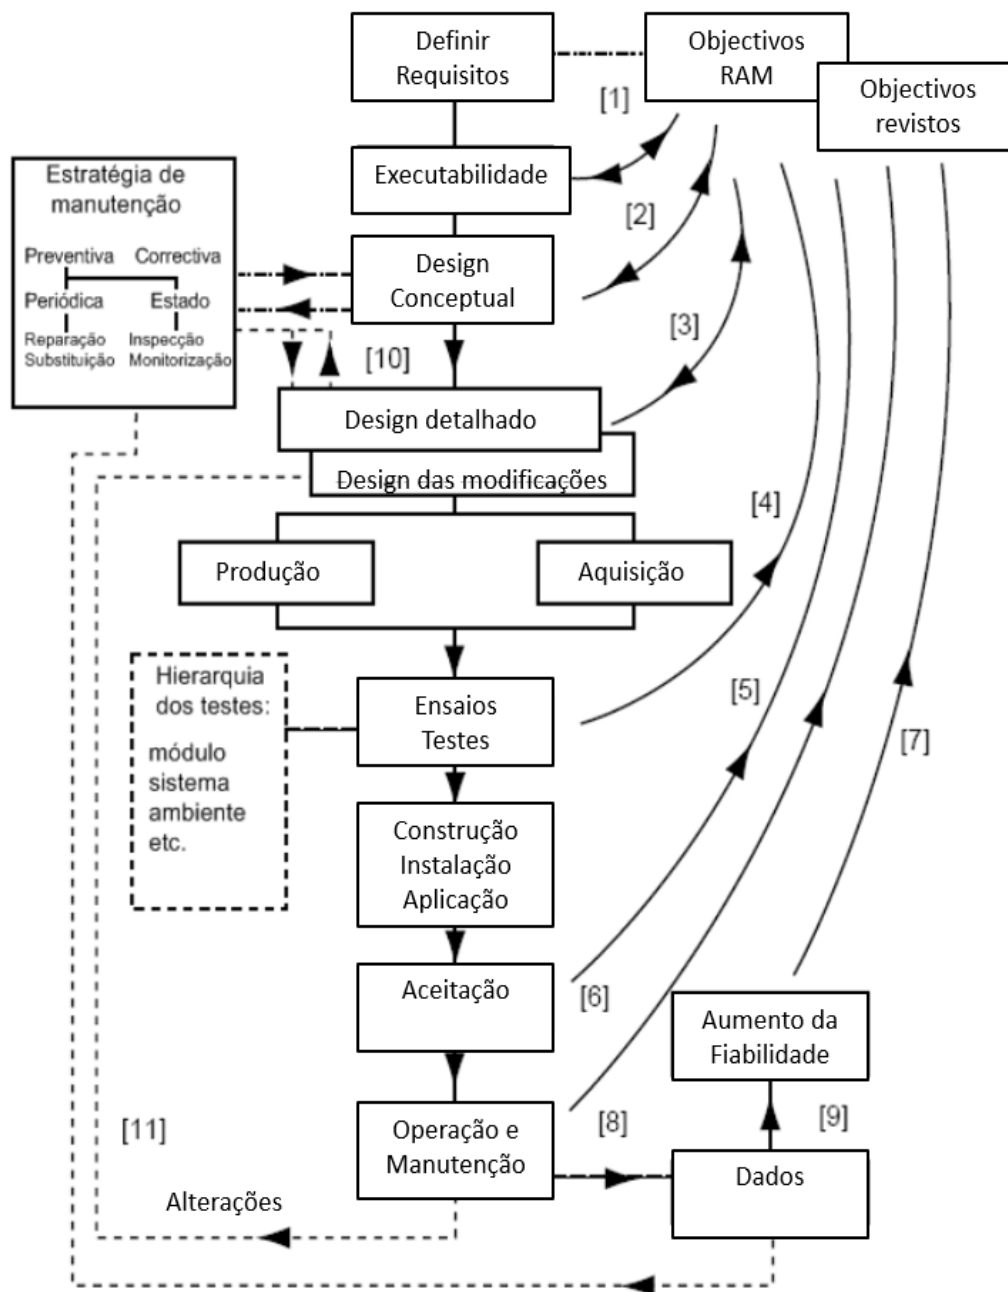 Definir
Requisitos
Objectivos
RAM
Objectivos
revistos
[1]
Executabilidade
Estratégia de
manutenção
Preventiva Correctiva
Periódica Estado
Reparação Inspecção
Substituição Monitorização
[2]
Design
Conceptual
[3]
[10]
Design detalhado
Design das modificações
[4]
Produção
Aquisição
Hierarquia
dos testes:
módulo
sistema
ambiente
etc.
Ensaios
Testes
[5]
[7]
Construção
Instalação
Aplicação
Aceitação
[6]
Aumento da
Fiabilidade
[11]
Operação e
Manutenção
[8]
[9]
Dados
Alterações